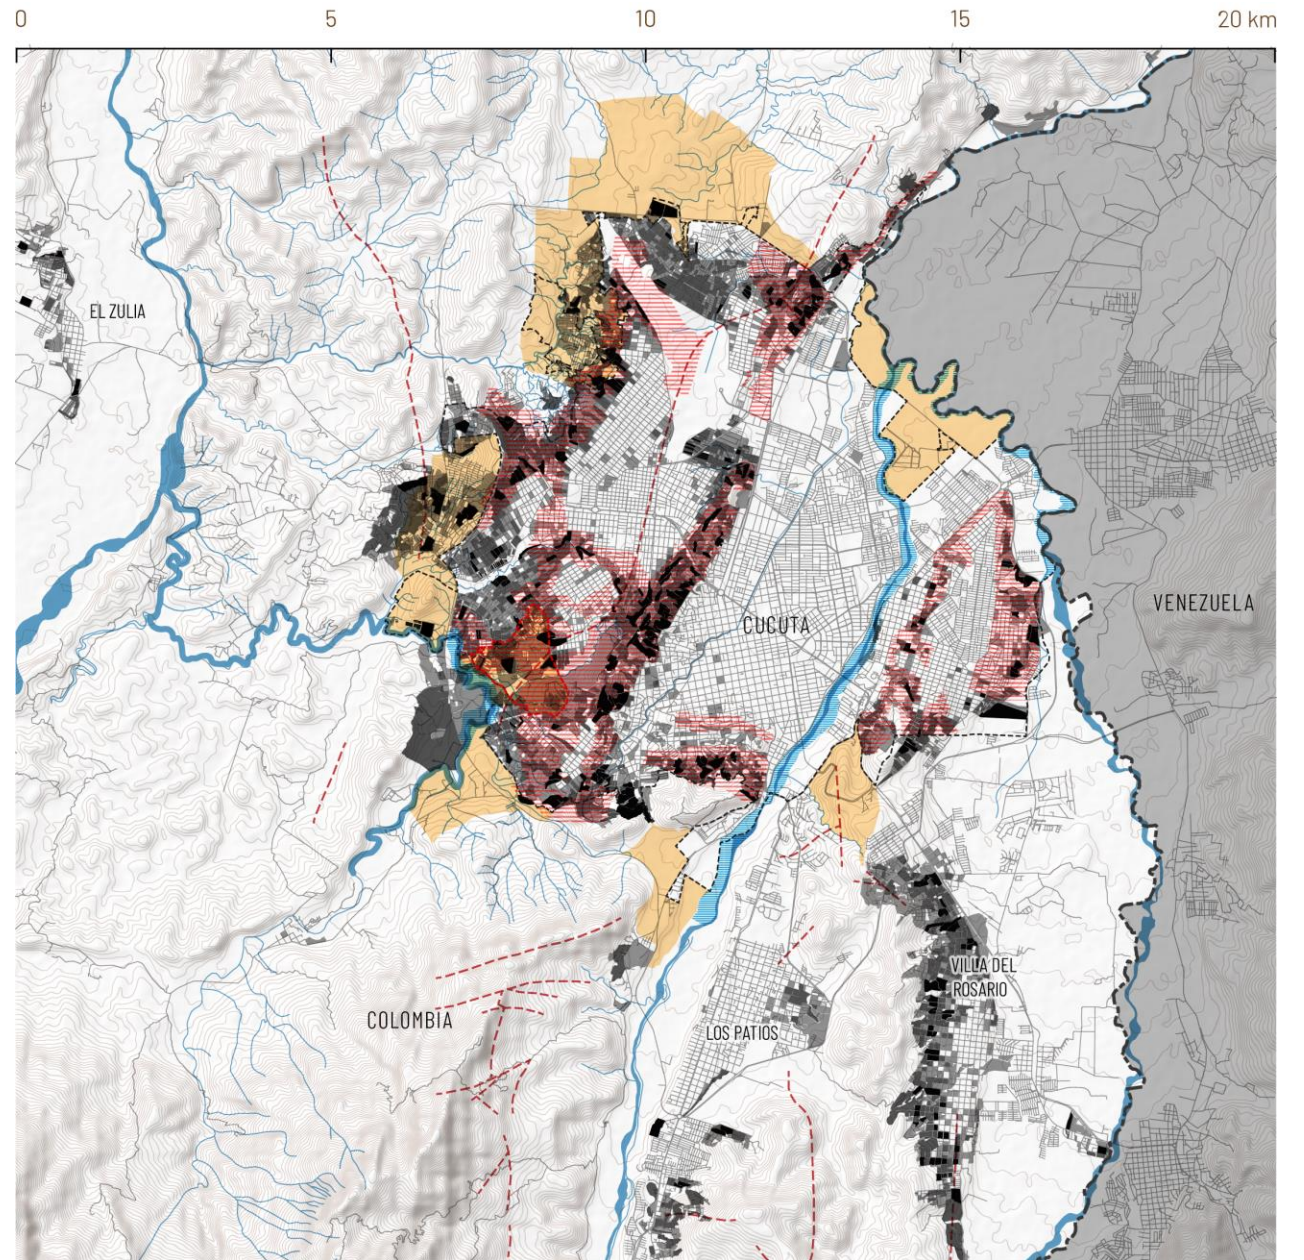 0 5 10 15 20 km
EL ZULIA
VENEZUELA
CUCUTA
VILLA DEL
ROSARIO
COLOMBIA
LOS PATIOS